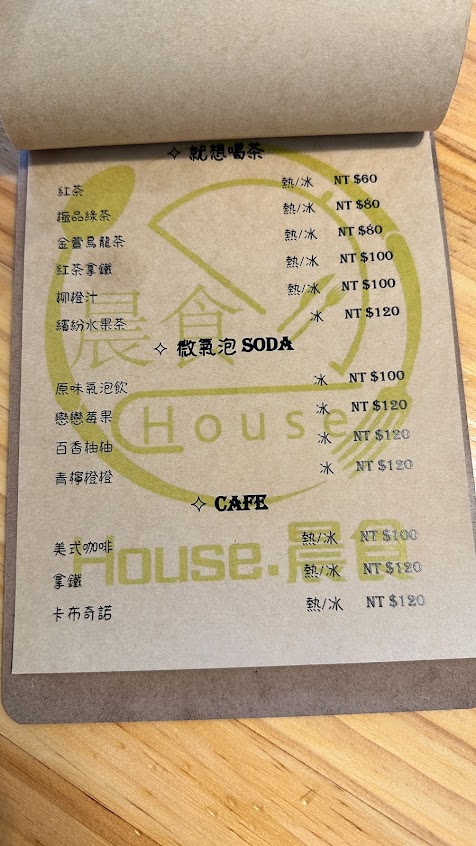 ✧ 就想喝茶
紅茶 熱/冰 NT $60
極品綠茶 熱/冰 NT $80
金萱烏龍茶 熱/冰 NT $80
紅茶拿鐵 熱/冰 NT $100
柳橙汁 熱/冰 NT $100
繽紛水果茶 冰 NT $120
晨食
✧ 微氣泡 SODA
原味氣泡飲 冰 NT $100
戀戀莓果 冰 NT $120
House
百香柚柚 冰 NT $120
青檸橙橙 冰 NT $120
✧ CAFE
美式咖啡 熱/冰 NT $100
House.晨食
拿鐵 熱/冰 NT $120
卡布奇諾 熱/冰 NT $120